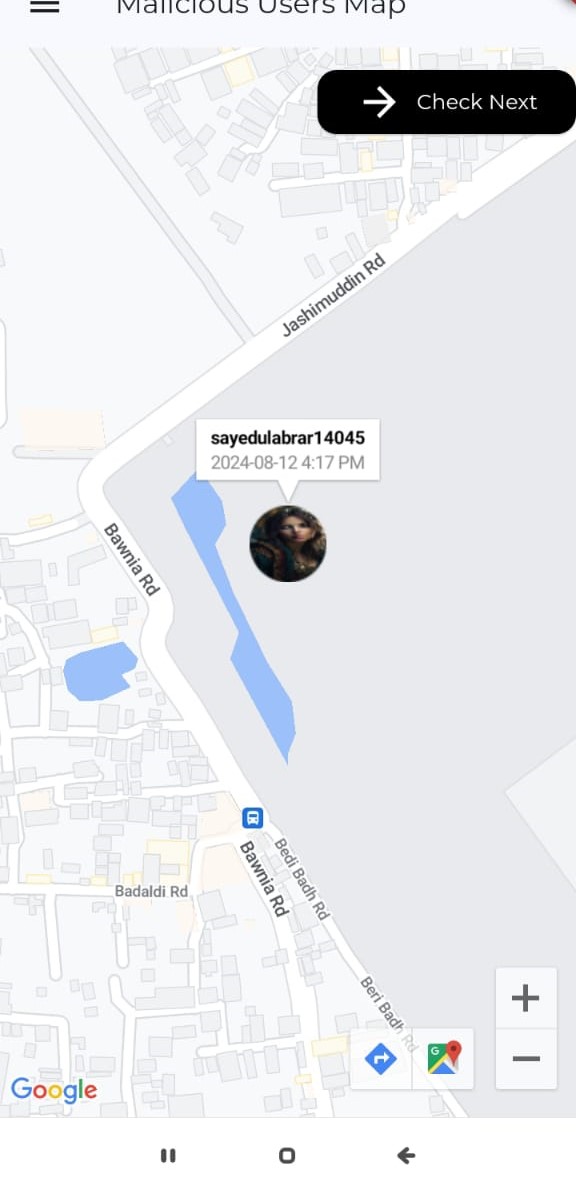 Malicious Users Map
Check Next
Jashimuddin Rd
sayedulabrar14045
2024-08-12 4:17 PM
Bawnia Rd
Bedi Badh Rd
Bawnia Rd
Badaldi Rd
Beri Badh Rd
G
Google